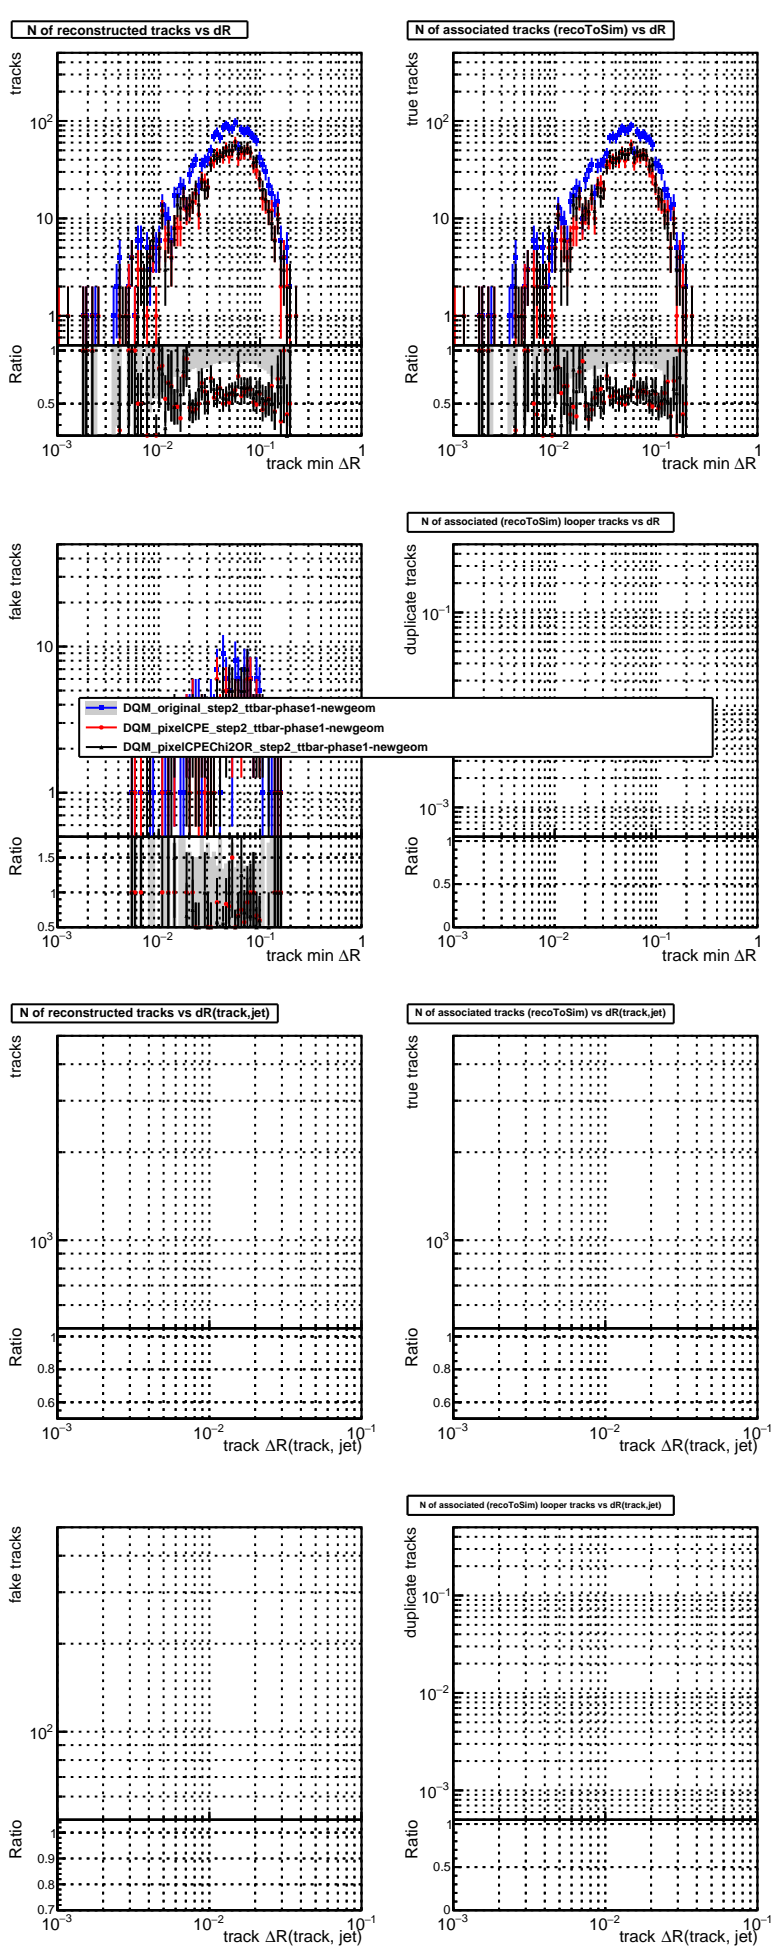 N of reconstructed tracks vs dR
tracks
10²
10
1
Ratio
1
0.5
10⁻³ 10⁻² 10⁻¹ 1
track min ΔR
N of associated tracks (recoToSim) vs dR
true tracks
10²
10
1
Ratio
1
0.5
10⁻³ 10⁻² 10⁻¹ 1
track min ΔR
fake tracks
10
1
Ratio
1.5
1
0.5
10⁻³ 10⁻² 10⁻¹ 1
track min ΔR
N of associated (recoToSim) looper tracks vs dR
duplicate tracks
10⁻¹
10⁻³
Ratio
1
0.5
0
10⁻³ 10⁻² 10⁻¹ 1
track min ΔR
DQM_original_step2_ttbar-phase1-newgeom
DQM_pixelCPE_step2_ttbar-phase1-newgeom
DQM_pixelCPEChi2OR_step2_ttbar-phase1-newgeom
N of reconstructed tracks vs dR(track,jet)
tracks
10³
Ratio
1
0.8
0.6
10⁻³ 10⁻² 10⁻¹
track ΔR(track, jet)
N of associated tracks (recoToSim) vs dR(track,jet)
true tracks
10³
Ratio
1
0.8
0.6
10⁻³ 10⁻² 10⁻¹
track ΔR(track, jet)
fake tracks
10²
Ratio
1
0.9
0.8
0.7
10⁻³ 10⁻² 10⁻¹
track ΔR(track, jet)
N of associated (recoToSim) looper tracks vs dR(track,jet)
duplicate tracks
10⁻¹
10⁻²
10⁻³
Ratio
1
0.5
0
10⁻³ 10⁻² 10⁻¹
track ΔR(track, jet)